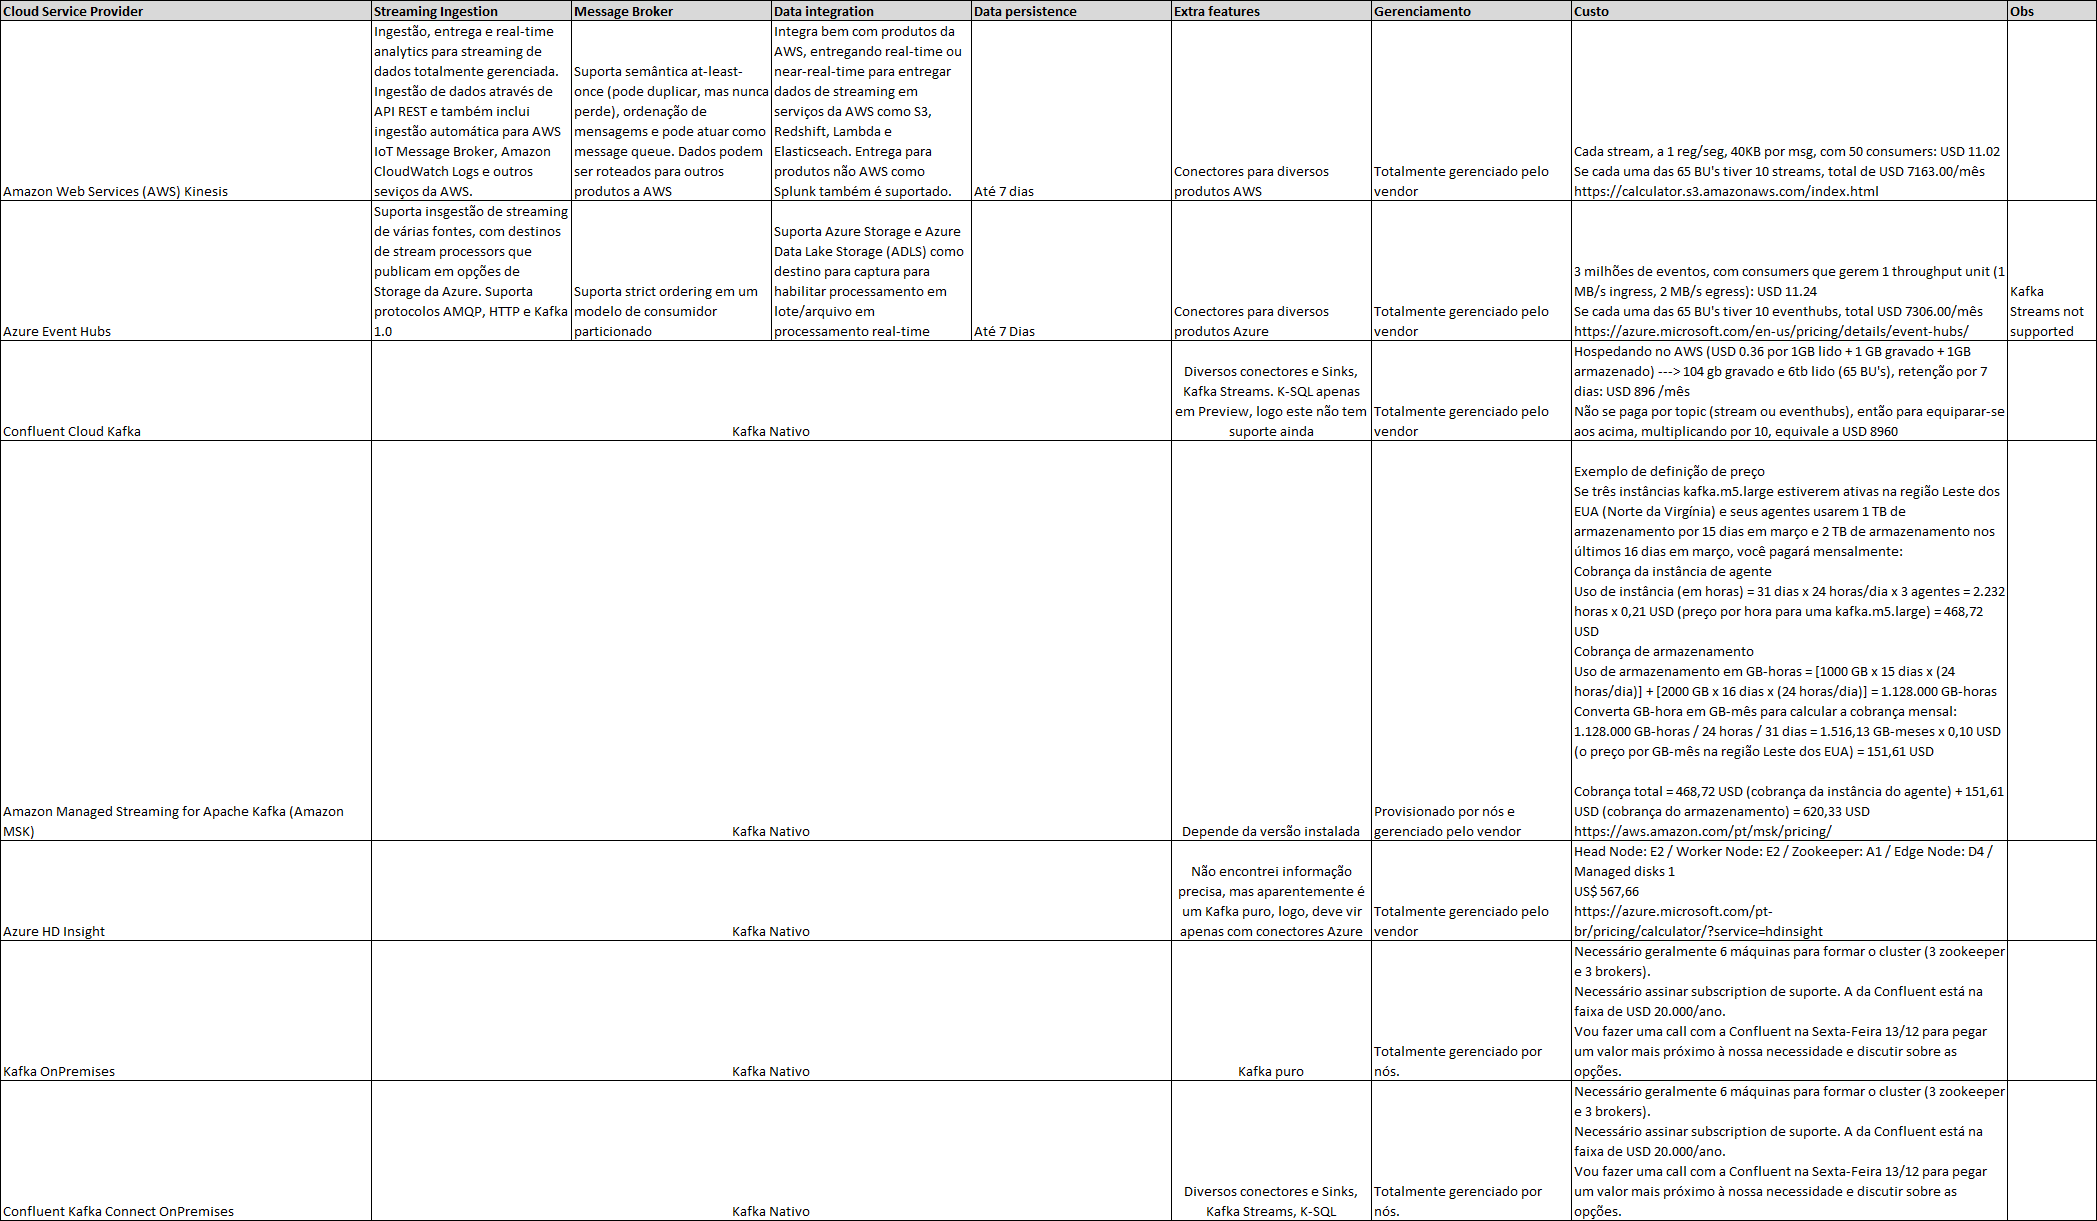 Cloud Service Provider
Streaming Ingestion
Message Broker
Data integration
Data persistence
Extra features
Gerenciamento
Custo
Obs
Amazon Web Services (AWS) Kinesis
Ingestão, entrega e real-time
analytics para streaming de
dados totalmente gerenciada.
Ingestão de dados através de
API REST e também inclui
ingestão automática para AWS
IoT Message Broker, Amazon
CloudWatch Logs e outros
seviços da AWS.
Suporta semântica at-least-
once (pode duplicar, mas nunca
perde), ordenação de
mensagems e pode atuar como
message queue. Dados podem
ser roteados para outros
produtos a AWS
Integra bem com produtos da
AWS, entregando real-time ou
near-real-time para entregar
dados de streaming em
serviços da AWS como S3,
Redshift, Lambda e
Elasticseach. Entrega para
produtos não AWS como
Splunk também é suportado.
Até 7 dias
Conectores para diversos
produtos AWS
Totalmente gerenciado pelo
vendor
Cada stream, a 1 reg/seg, 40KB por msg, com 50 consumers: USD 11.02
Se cada uma das 65 BU's tiver 10 streams, total de USD 7163.00/mês
https://calculator.s3.amazonaws.com/index.html
Azure Event Hubs
Suporta insgestão de streaming
de várias fontes, com destinos
de stream processors que
publicam em opções de
Storage da Azure. Suporta
protocolos AMQP, HTTP e Kafka
1.0
Suporta strict ordering em um
modelo de consumidor
particionado
Suporta Azure Storage e Azure
Data Lake Storage (ADLS) como
destino para captura para
habilitar processamento em
lote/arquivo em
processamento real-time
Até 7 Dias
Conectores para diversos
produtos Azure
Totalmente gerenciado pelo
vendor
3 milhões de eventos, com consumers que gerem 1 throughput unit (1
MB/s ingress, 2 MB/s egress): USD 11.24
Se cada uma das 65 BU's tiver 10 eventhubs, total USD 7306.00/mês
https://azure.microsoft.com/en-us/pricing/details/event-hubs/
Kafka
Streams not
supported
Confluent Cloud Kafka
Kafka Nativo
Diversos conectores e Sinks,
Kafka Streams. K-SQL apenas
em Preview, logo este não tem
suporte ainda
Totalmente gerenciado pelo
vendor
Hospedando no AWS (USD 0.36 por 1GB lido + 1 GB gravado + 1GB
armazenado) ---> 104 gb gravado e 6tb lido (65 BU's), retenção por 7
dias: USD 896 /mês
Não se paga por topic (stream ou eventhubs), então para equiparar-se
aos acima, multiplicando por 10, equivale a USD 8960
Amazon Managed Streaming for Apache Kafka (Amazon
MSK)
Kafka Nativo
Depende da versão instalada
Provisionado por nós e
gerenciado pelo vendor
Exemplo de definição de preço
Se três instâncias kafka.m5.large estiverem ativas na região Leste dos
EUA (Norte da Virgínia) e seus agentes usarem 1 TB de
armazenamento por 15 dias em março e 2 TB de armazenamento nos
últimos 16 dias em março, você pagará mensalmente:
Cobrança da instância de agente
Uso de instância (em horas) = 31 dias x 24 horas/dia x 3 agentes = 2.232
horas x 0,21 USD (preço por hora para uma kafka.m5.large) = 468,72
USD
Cobrança de armazenamento
Uso de armazenamento em GB-horas = [1000 GB x 15 dias x (24
horas/dia)] + [2000 GB x 16 dias x (24 horas/dia)] = 1.128.000 GB-horas
Converta GB-hora em GB-mês para calcular a cobrança mensal:
1.128.000 GB-horas / 24 horas / 31 dias = 1.516,13 GB-meses x 0,10 USD
(o preço por GB-mês na região Leste dos EUA) = 151,61 USD
Cobrança total = 468,72 USD (cobrança da instância do agente) + 151,61
USD (cobrança do armazenamento) = 620,33 USD
https://aws.amazon.com/pt/msk/pricing/
Azure HD Insight
Kafka Nativo
Não encontrei informação
precisa, mas aparentemente é
um Kafka puro, logo, deve vir
apenas com conectores Azure
Totalmente gerenciado pelo
vendor
Head Node: E2 / Worker Node: E2 / Zookeeper: A1 / Edge Node: D4 /
Managed disks 1
US$ 567,66
https://azure.microsoft.com/pt-
br/pricing/calculator/?service=hdinsight
Kafka OnPremises
Kafka Nativo
Kafka puro
Totalmente gerenciado por
nós.
Necessário geralmente 6 máquinas para formar o cluster (3 zookeeper
e 3 brokers).
Necessário assinar subscription de suporte. A da Confluent está na
faixa de USD 20.000/ano.
Vou fazer uma call com a Confluent na Sexta-Feira 13/12 para pegar
um valor mais próximo à nossa necessidade e discutir sobre as
opções.
Confluent Kafka Connect OnPremises
Kafka Nativo
Diversos conectores e Sinks,
Kafka Streams, K-SQL
Totalmente gerenciado por
nós.
Necessário geralmente 6 máquinas para formar o cluster (3 zookeeper
e 3 brokers).
Necessário assinar subscription de suporte. A da Confluent está na
faixa de USD 20.000/ano.
Vou fazer uma call com a Confluent na Sexta-Feira 13/12 para pegar
um valor mais próximo à nossa necessidade e discutir sobre as
opções.